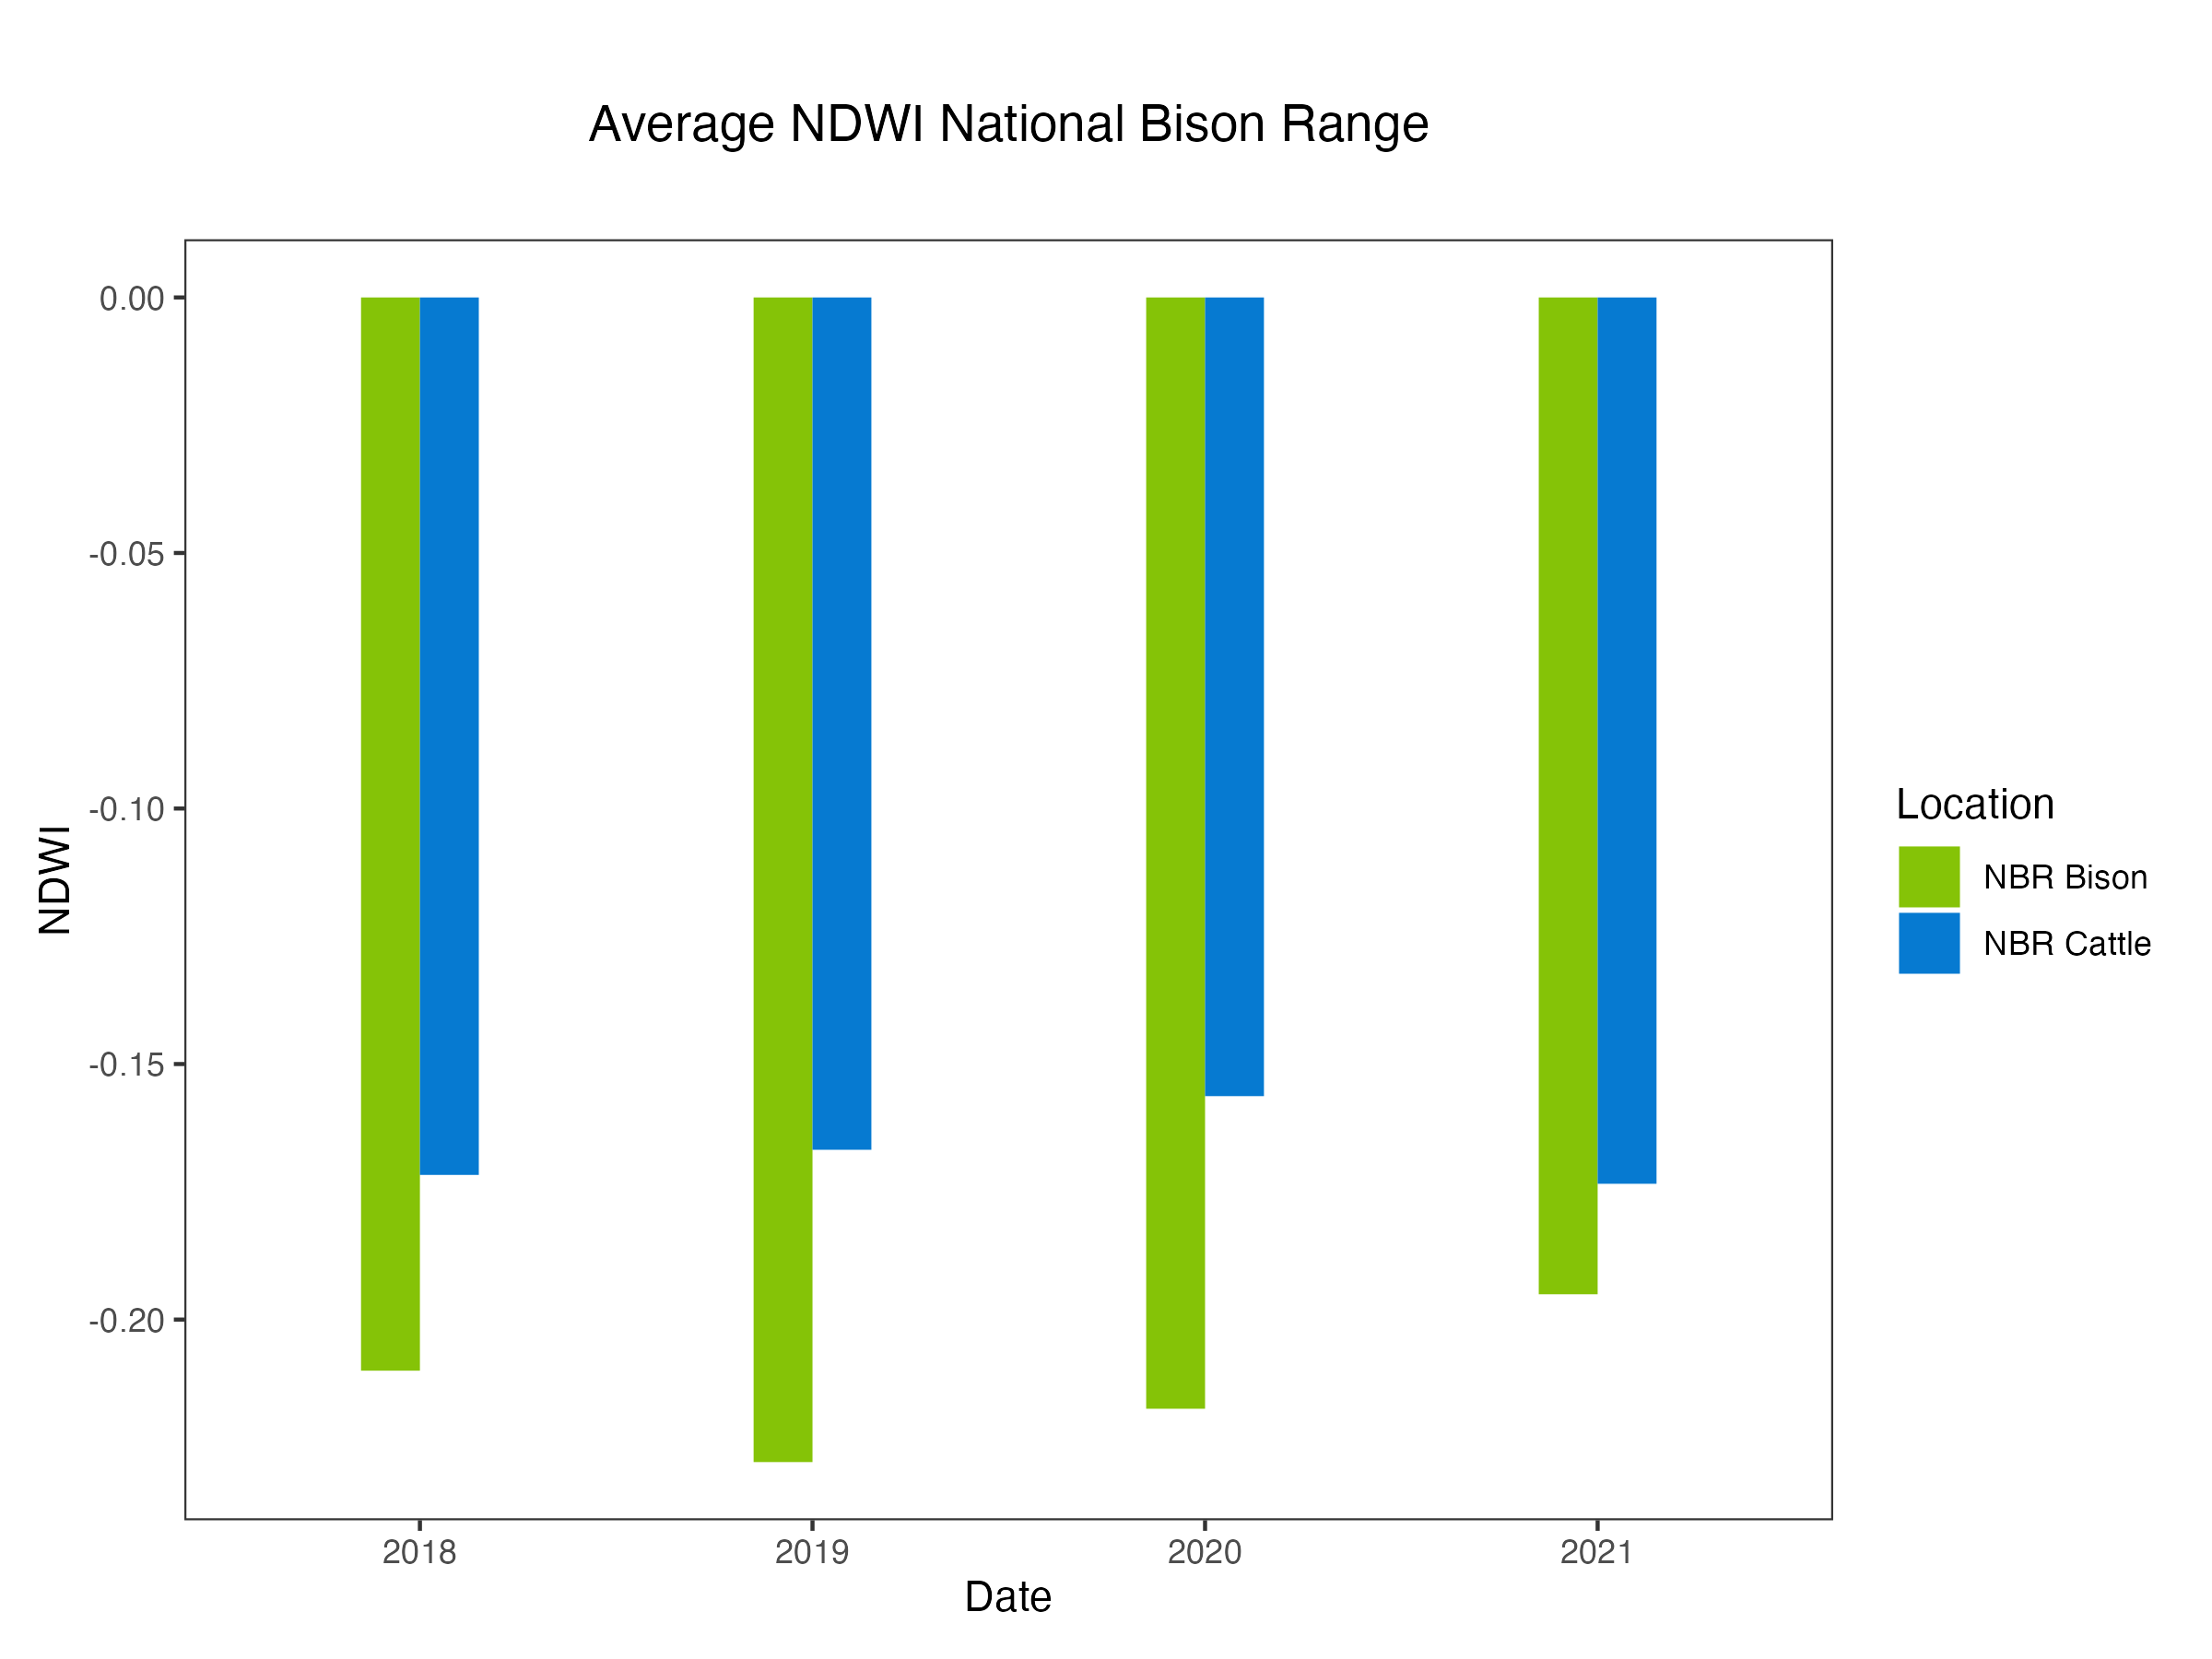 Average NDWI National Bison Range
0.00
-0.05
-0.10
-0.15
-0.20
NDWI
2018 2019 2020 2021
Date
Location
NBR Bison
NBR Cattle